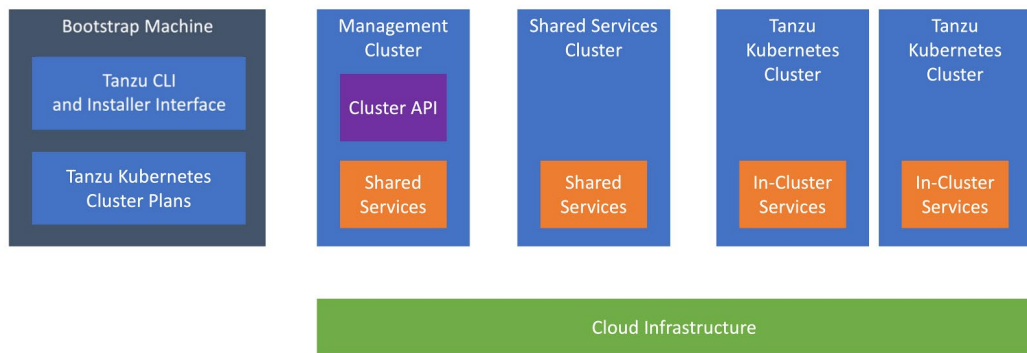 Bootstrap Machine
Tanzu CLI
and Installer Interface
Tanzu Kubernetes
Cluster Plans
Management
Cluster
Cluster API
Shared
Services
Shared Services
Cluster
Shared
Services
Tanzu
Kubernetes
Cluster
In-Cluster
Services
Tanzu
Kubernetes
Cluster
In-Cluster
Services
Cloud Infrastructure